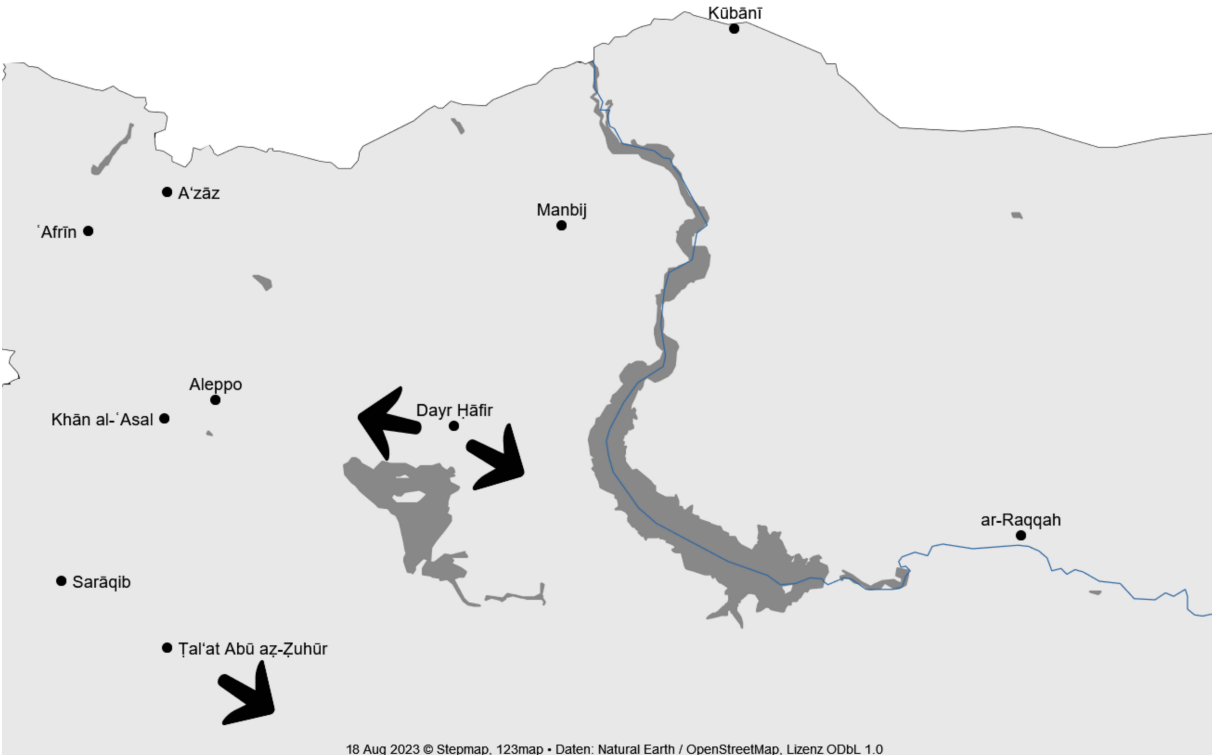 Kūbānī
A‘zāz
Manbij
ʿAfrīn
Aleppo
Dayr Ḥāfir
Khān al-ʿAsal
ar-Raqqah
Sarāqib
Ṭal‘at Abū aẓ-Ẓuhūr
18 Aug 2023 © Stepmap, 123map • Daten: Natural Earth / OpenStreetMap, Lizenz ODbL 1.0